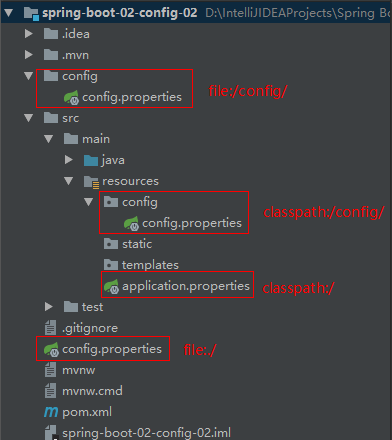 spring-boot-02-config-02 D:\IntelliJIDEAProjects\Spring Bo
.idea
.mvn
config
config.properties file:/config/
src
main
java
resources
config
config.properties classpath:/config/
static
templates
application.properties classpath:/
test
.gitignore
config.properties file:./
mvnw
mvnw.cmd
pom.xml
spring-boot-02-config-02.iml